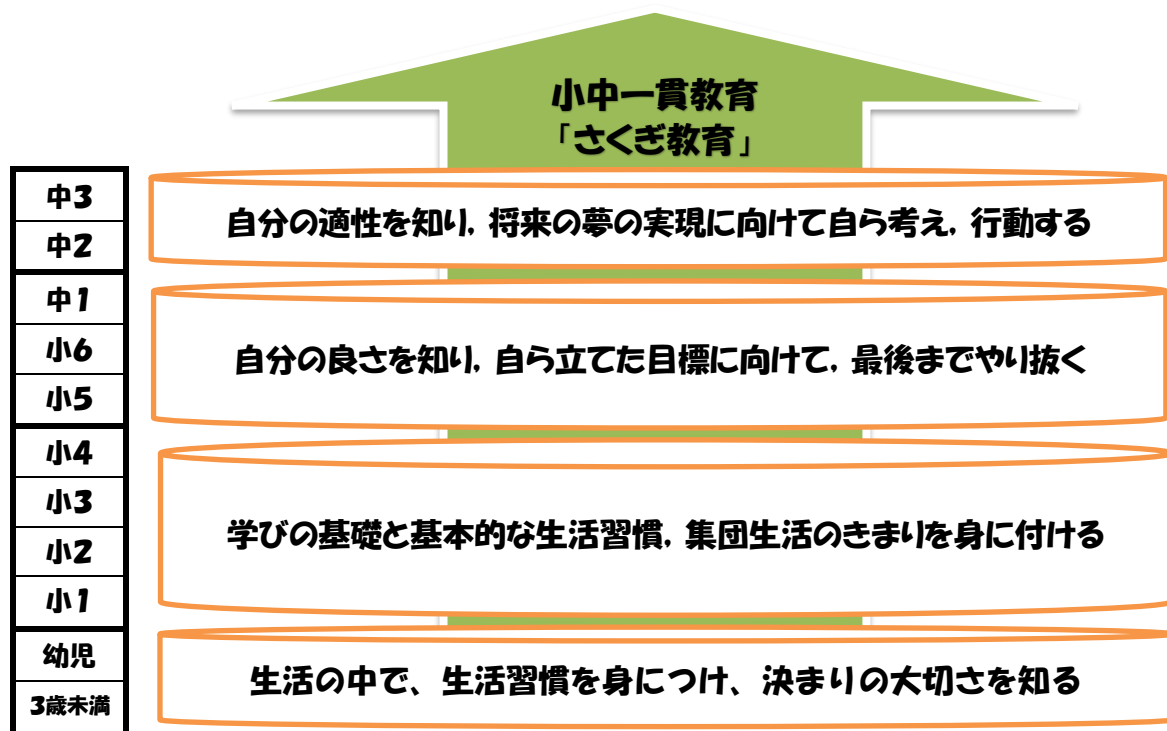 小中一貫教育
「さくぎ教育」
中3
中2
自分の適性を知り,将来の夢の実現に向けて自ら考え,行動する
中1
小6
小5
自分の良さを知り,自ら立てた目標に向けて,最後までやり抜く
小4
小3
小2
小1
学びの基礎と基本的な生活習慣,集団生活のきまりを身に付ける
幼児
3歳未満
生活の中で、生活習慣を身につけ、決まりの大切さを知る